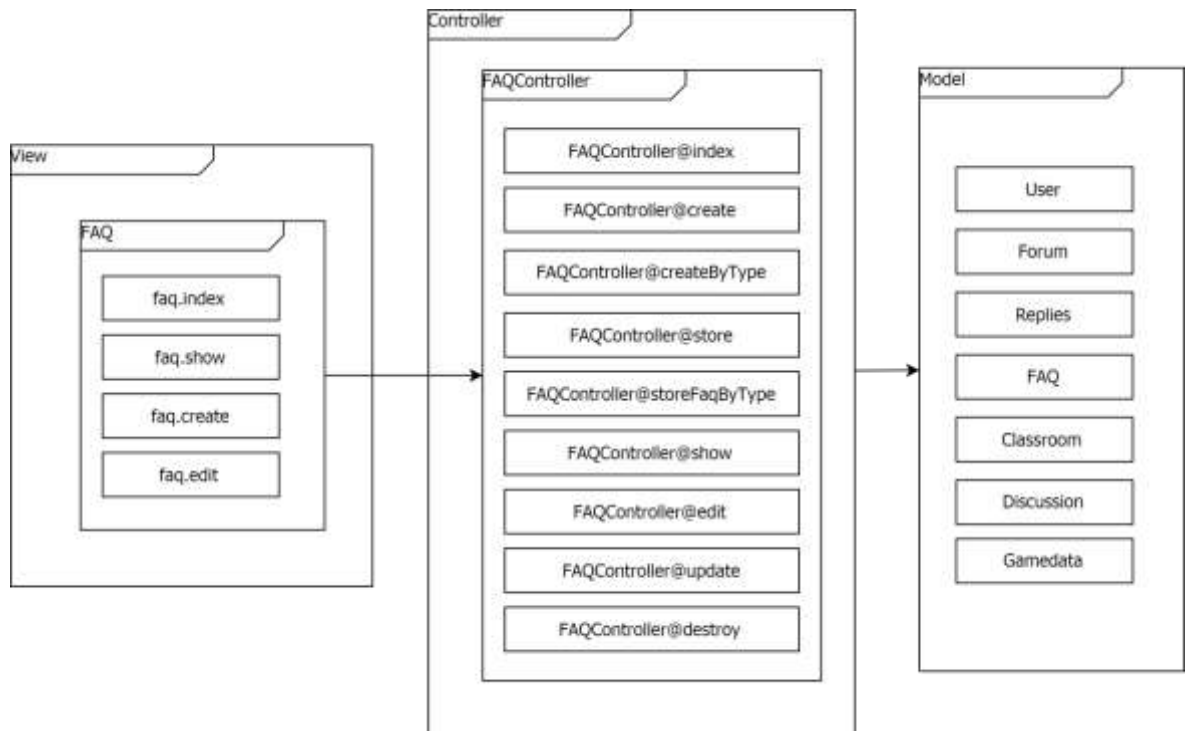 View
FAQ
faq.index
faq.show
faq.create
faq.edit
Controller
FAQController
FAQController@index
FAQController@create
FAQController@createByType
FAQController@store
FAQController@storeFaqByType
FAQController@show
FAQController@edit
FAQController@update
FAQController@destroy
Model
User
Forum
Replies
FAQ
Classroom
Discussion
Gamedata